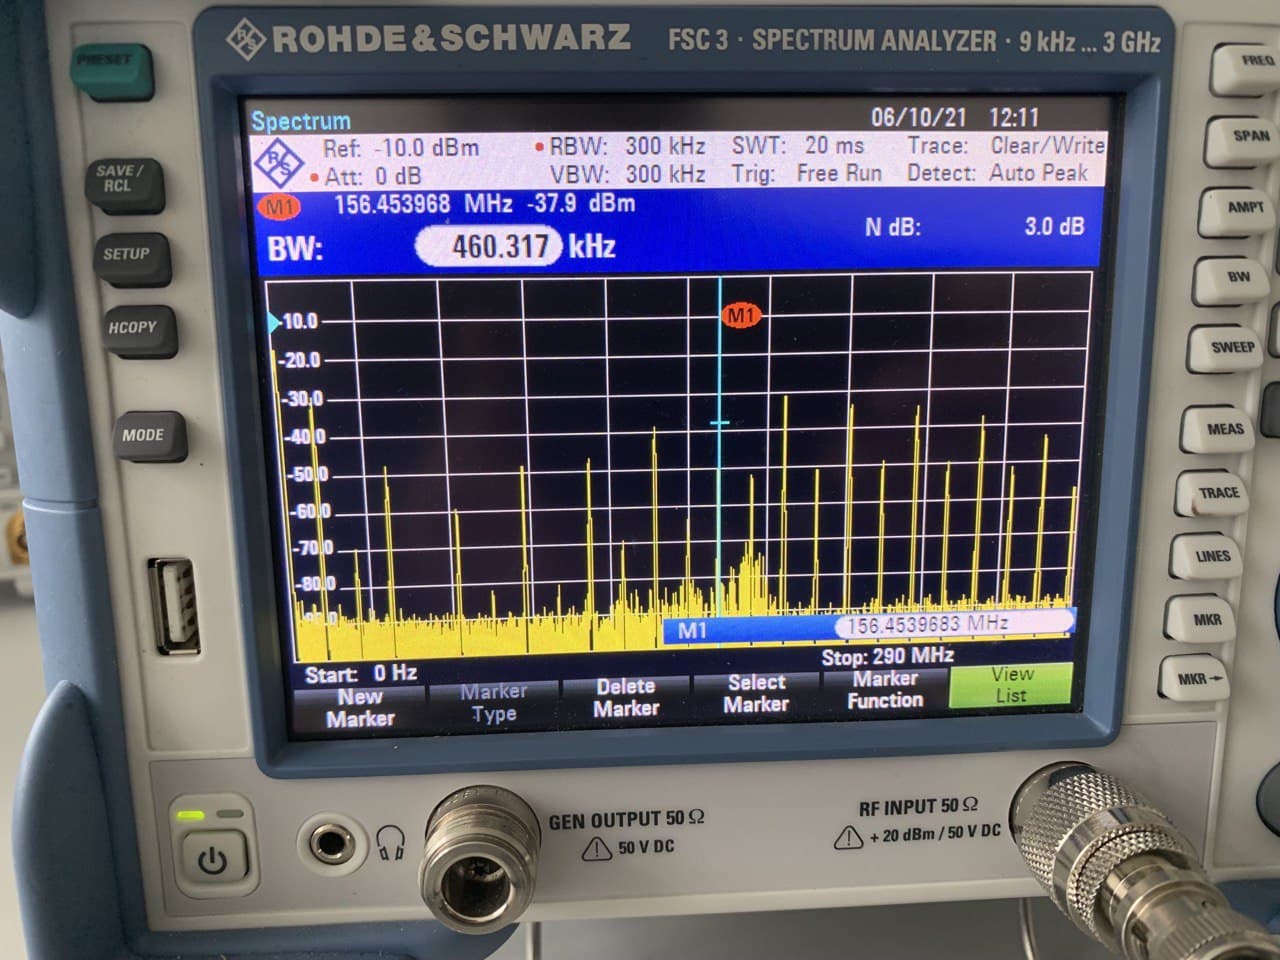 ROHDE & SCHWARZ FSC 3 · SPECTRUM ANALYZER · 9 kHz ... 3 GHz
PRESET
SAVE /
RCL
SETUP
HCOPY
MODE
Spectrum 06/10/21 12:11
R S Ref: -10.0 dBm RBW: 300 kHz SWT: 20 ms Trace: Clear/Write
Att: 0 dB VBW: 300 kHz Trig: Free Run Detect: Auto Peak
M1 156.453968 MHz -37.9 dBm
BW: 460.317 kHz N dB: 3.0 dB
M1
-10.0
-20.0
-30.0
-40.0
-50.0
-60.0
-70.0
-80.0
-90.0
M1 156.4539683 MHz
Start: 0 Hz Stop: 290 MHz
New
Marker
Marker
Type
Delete
Marker
Select
Marker
Marker
Function
View
List
FREQ
SPAN
AMPT
BW
SWEEP
MEAS
TRACE
LINES
MKR
MKR→
GEN OUTPUT 50 Ω
50 V DC
RF INPUT 50 Ω
+ 20 dBm / 50 V DC